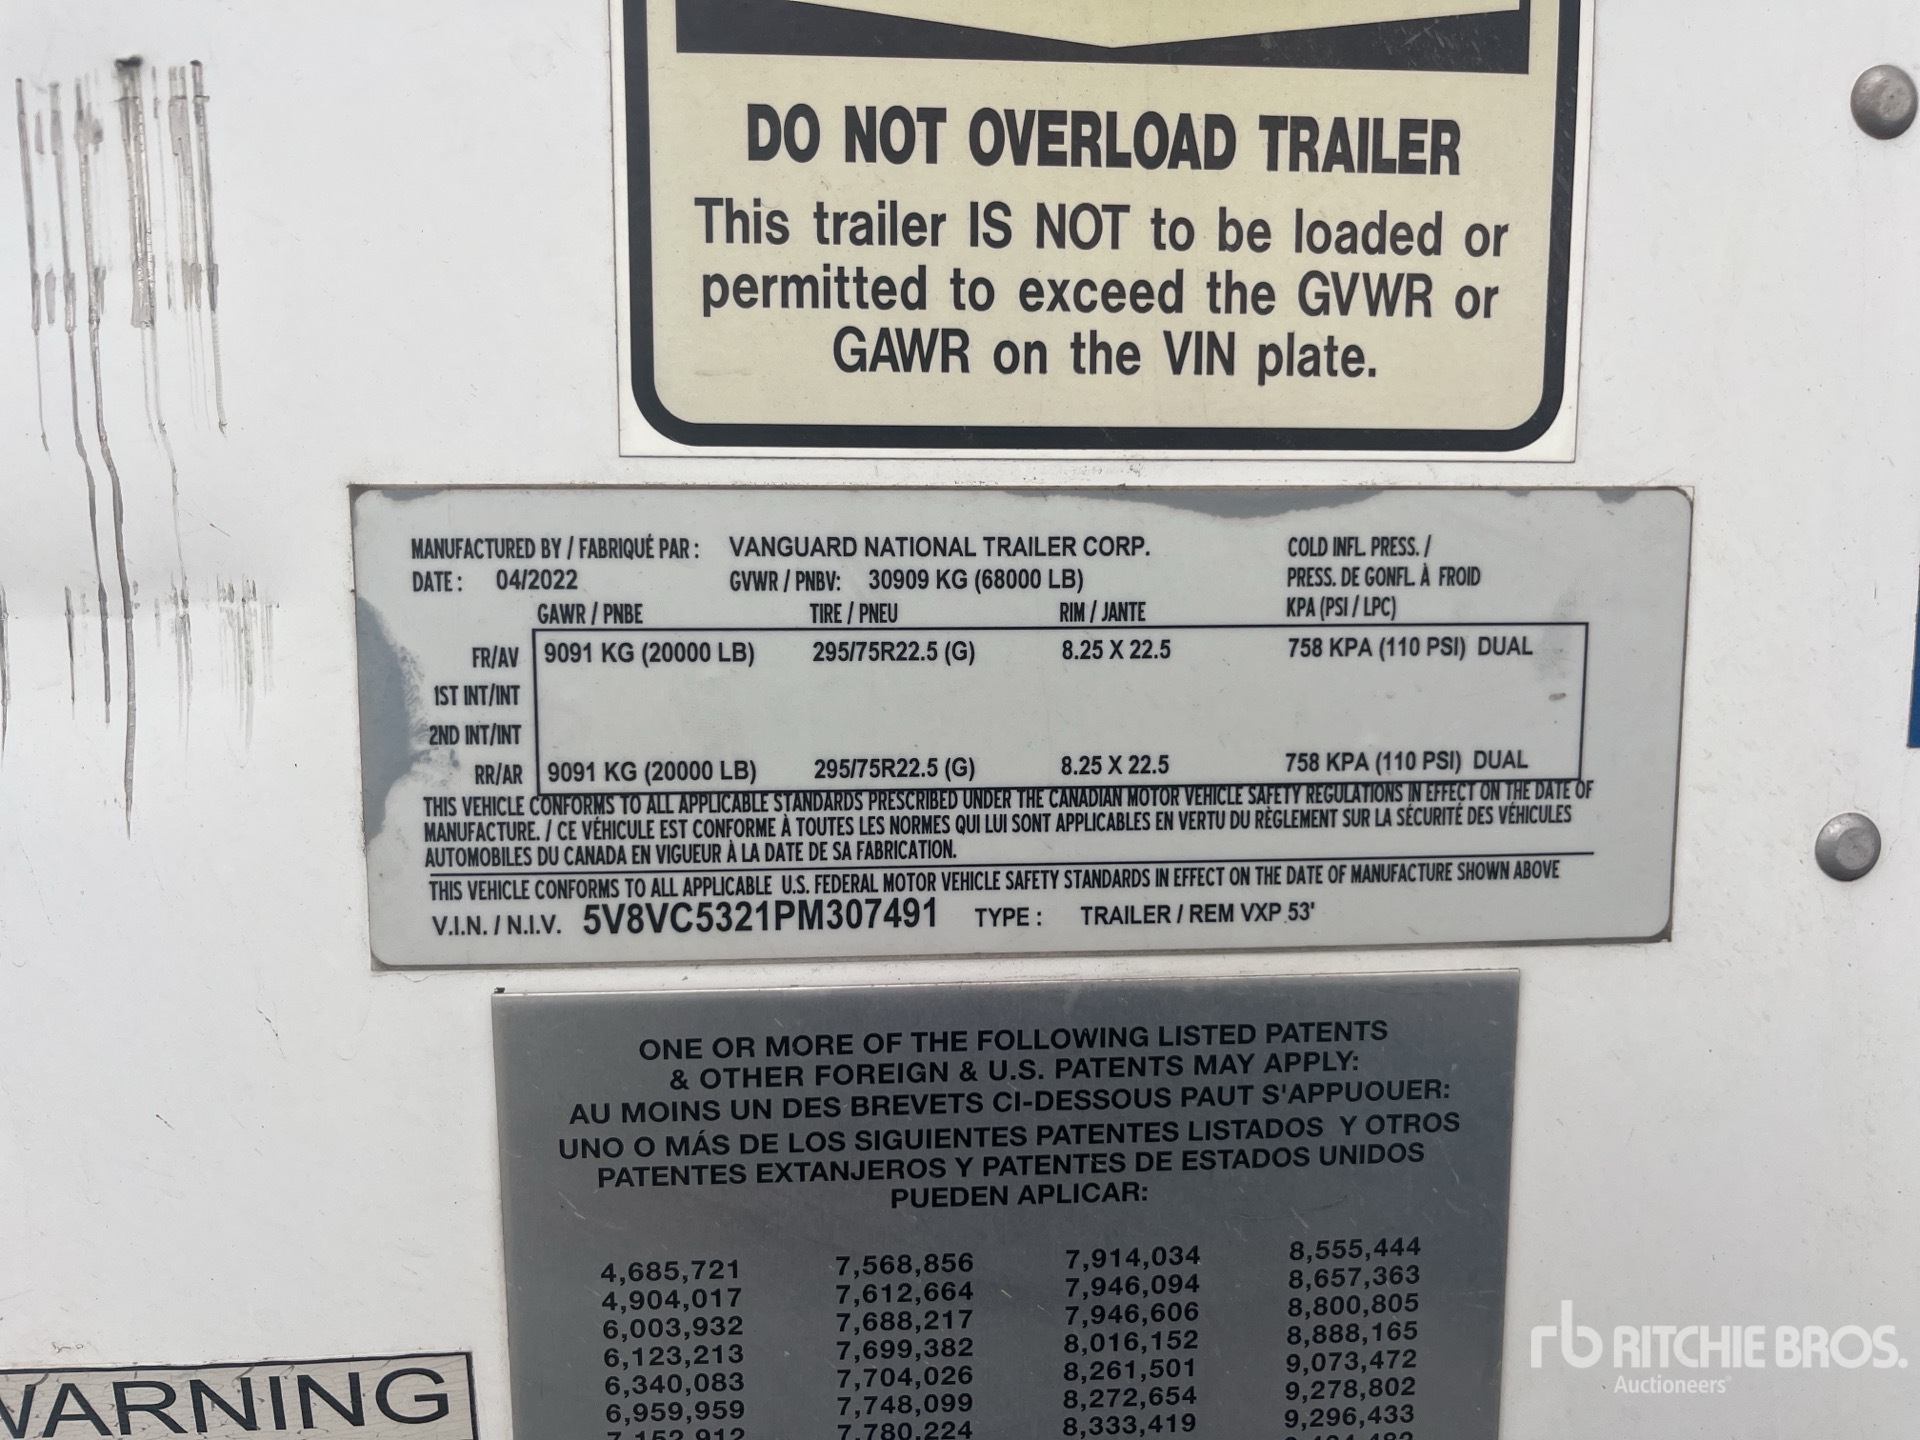 DO NOT OVERLOAD TRAILER
This trailer IS NOT to be loaded or
permitted to exceed the GVWR or
GAWR on the VIN plate.
MANUFACTURED BY / FABRIQUÉ PAR : VANGUARD NATIONAL TRAILER CORP. COLD INFL. PRESS. /
DATE : 04/2022 GVWR / PNBV: 30909 KG (68000 LB) PRESS. DE GONFL. À FROID
GAWR / PNBE TIRE / PNEU RIM / JANTE KPA (PSI / LPC)
FR/AV 9091 KG (20000 LB) 295/75R22.5 (G) 8.25 X 22.5 758 KPA (110 PSI) DUAL
1ST INT/INT
2ND INT/INT
RR/AR 9091 KG (20000 LB) 295/75R22.5 (G) 8.25 X 22.5 758 KPA (110 PSI) DUAL
THIS VEHICLE CONFORMS TO ALL APPLICABLE STANDARDS PRESCRIBED UNDER THE CANADIAN MOTOR VEHICLE SAFETY REGULATIONS IN EFFECT ON THE DATE OF
MANUFACTURE. / CE VÉHICULE EST CONFORME À TOUTES LES NORMES QUI LUI SONT APPLICABLES EN VERTU DU RÈGLEMENT SUR LA SÉCURITÉ DES VÉHICULES
AUTOMOBILES DU CANADA EN VIGUEUR À LA DATE DE SA FABRICATION.
THIS VEHICLE CONFORMS TO ALL APPLICABLE U.S. FEDERAL MOTOR VEHICLE SAFETY STANDARDS IN EFFECT ON THE DATE OF MANUFACTURE SHOWN ABOVE
V.I.N. / N.I.V. 5V8VC5321PM307491 TYPE : TRAILER / REM VXP 53'
ONE OR MORE OF THE FOLLOWING LISTED PATENTS
& OTHER FOREIGN & U.S. PATENTS MAY APPLY:
AU MOINS UN DES BREVETS CI-DESSOUS PAUT S'APPUOUER:
UNO O MÁS DE LOS SIGUIENTES PATENTES LISTADOS Y OTROS
PATENTES EXTANJEROS Y PATENTES DE ESTADOS UNIDOS
PUEDEN APLICAR:
4,685,721 7,568,856 7,914,034 8,555,444
4,904,017 7,612,664 7,946,094 8,657,363
6,003,932 7,688,217 7,946,606 8,800,805
6,123,213 7,699,382 8,016,152 8,888,165
6,340,083 7,704,026 8,261,501 9,073,472
6,959,959 7,748,099 8,272,654 9,278,802
7,152,912 7,780,224 8,333,419 9,296,433
WARNING
rb RITCHIE BROS.
Auctioneers